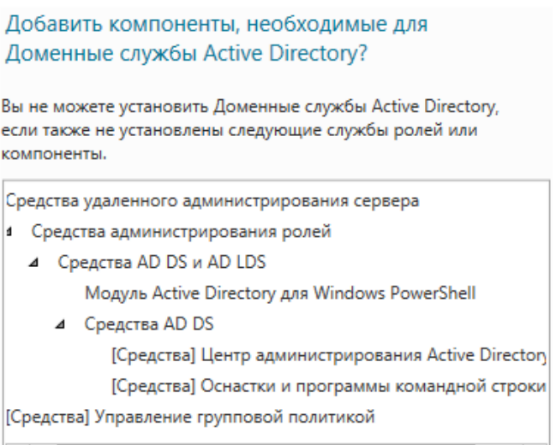 Добавить компоненты, необходимые для
Доменные службы Active Directory?
Вы не можете установить Доменные службы Active Directory,
если также не установлены следующие службы ролей или
компоненты.
Средства удаленного администрирования сервера
Средства администрирования ролей
Средства AD DS и AD LDS
Модуль Active Directory для Windows PowerShell
Средства AD DS
[Средства] Центр администрирования Active Directory
[Средства] Оснастки и программы командной строки
[Средства] Управление групповой политикой